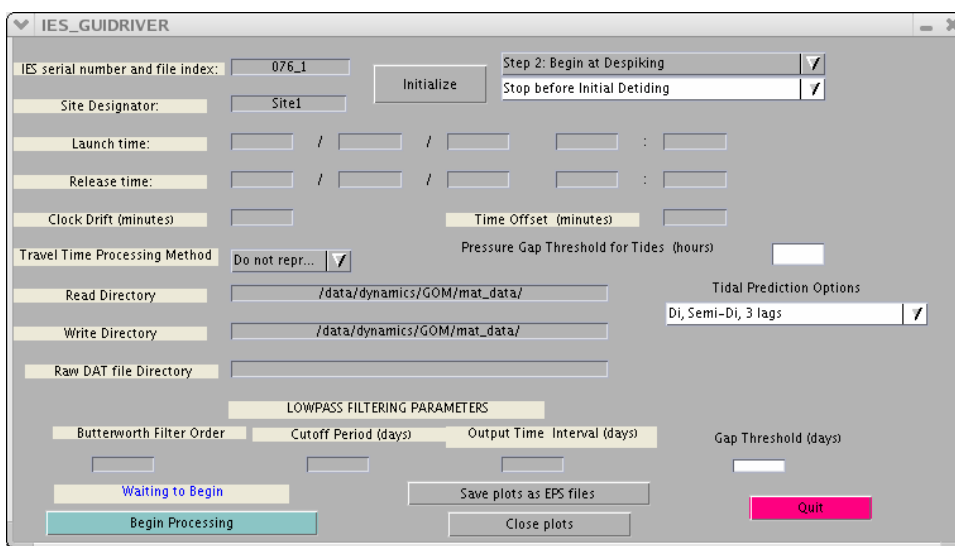 IES_GUIDRIVER
IES serial number and file index: 076_1 Initialize Step 2: Begin at Despiking
Stop before Initial Detiding
Site Designator: Site1
Launch time: / / :
Release time: / / :
Clock Drift (minutes) Time Offset (minutes)
Pressure Gap Threshold for Tides (hours)
Travel Time Processing Method Do not repr...
Read Directory /data/dynamics/GOM/mat_data/ Tidal Prediction Options
Di, Semi-Di, 3 lags
Write Directory /data/dynamics/GOM/mat_data/
Raw DAT file Directory
LOWPASS FILTERING PARAMETERS
Butterworth Filter Order Cutoff Period (days) Output Time Interval (days) Gap Threshold (days)
Waiting to Begin Save plots as EPS files Quit
Begin Processing Close plots